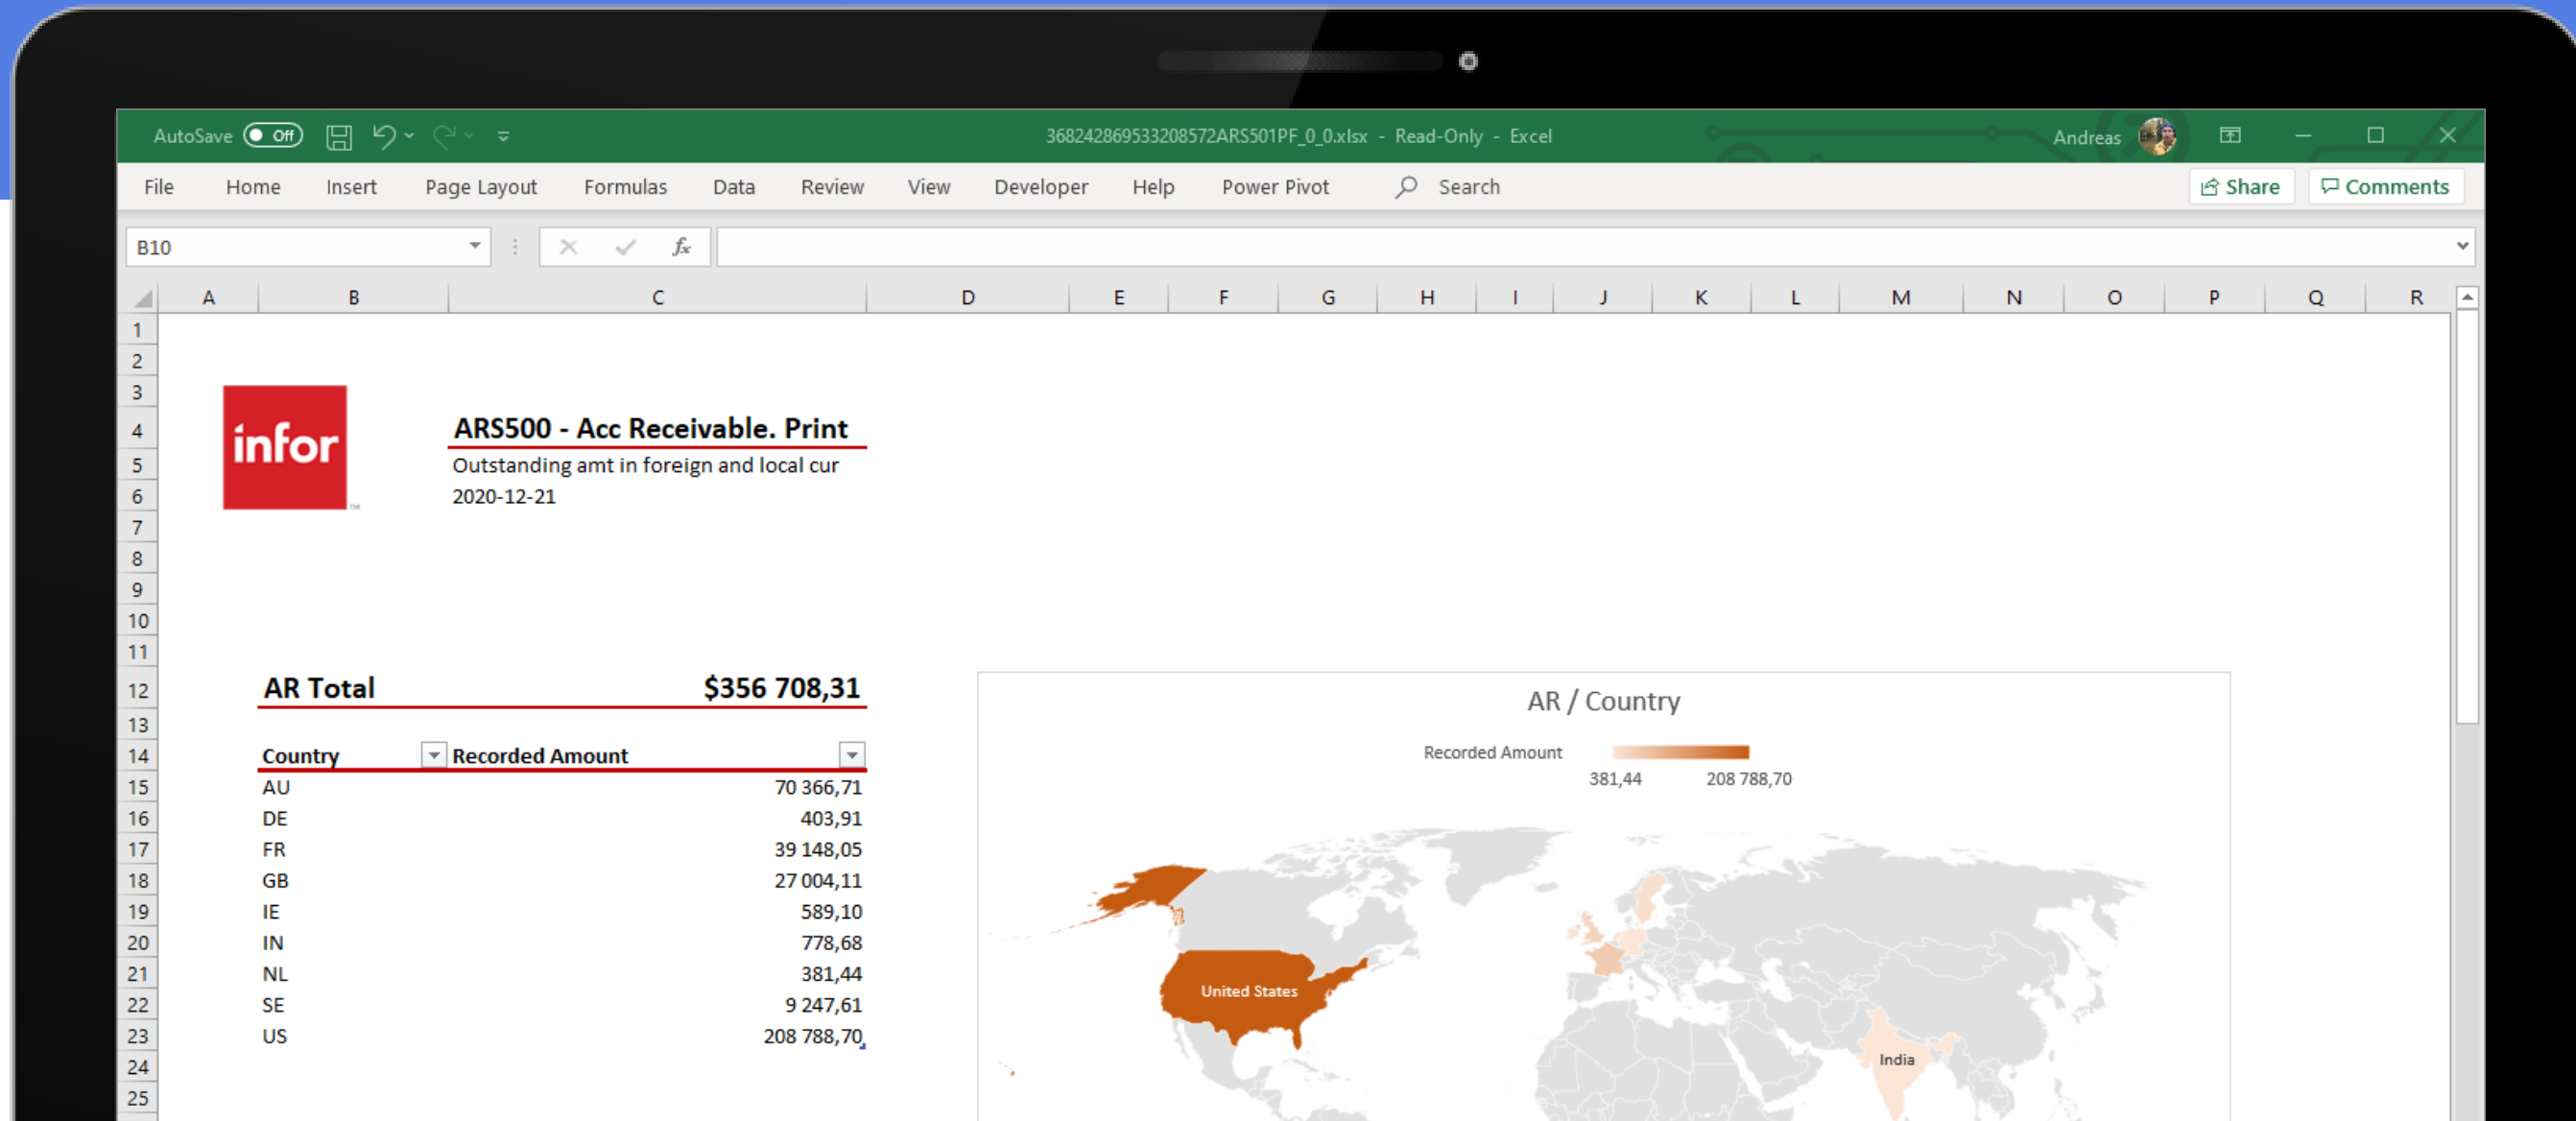 AutoSave Off
368242869533208572ARS501PF_0_0.xlsx - Read-Only - Excel
Andreas
File Home Insert Page Layout Formulas Data Review View Developer Help Power Pivot Search
Share Comments
B10
fx
A B C D E F G H I J K L M N O P Q R
1
2
3
infor
TM
4 ARS500 - Acc Receivable. Print
5 Outstanding amt in foreign and local cur
6 2020-12-21
7
8
9
10
11
12 AR Total $356 708,31
13
14 Country Recorded Amount
15 AU 70 366,71
16 DE 403,91
17 FR 39 148,05
18 GB 27 004,11
19 IE 589,10
20 IN 778,68
21 NL 381,44
22 SE 9 247,61
23 US 208 788,70
24
25
AR / Country
Recorded Amount
381,44 208 788,70
United States
India